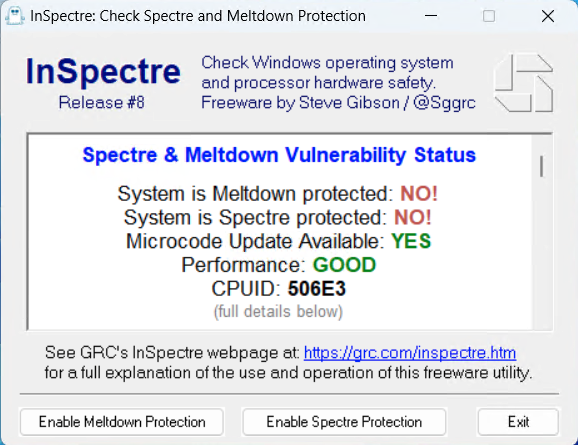 InSpectre: Check Spectre and Meltdown Protection
InSpectre
Release #8
Check Windows operating system
and processor hardware safety.
Freeware by Steve Gibson / @Sggrc
Spectre & Meltdown Vulnerability Status
System is Meltdown protected: NO!
System is Spectre protected: NO!
Microcode Update Available: YES
Performance: GOOD
CPUID: 506E3
(full details below)
See GRC's InSpectre webpage at: https://grc.com/inspectre.htm
for a full explanation of the use and operation of this freeware utility.
Enable Meltdown Protection
Enable Spectre Protection
Exit